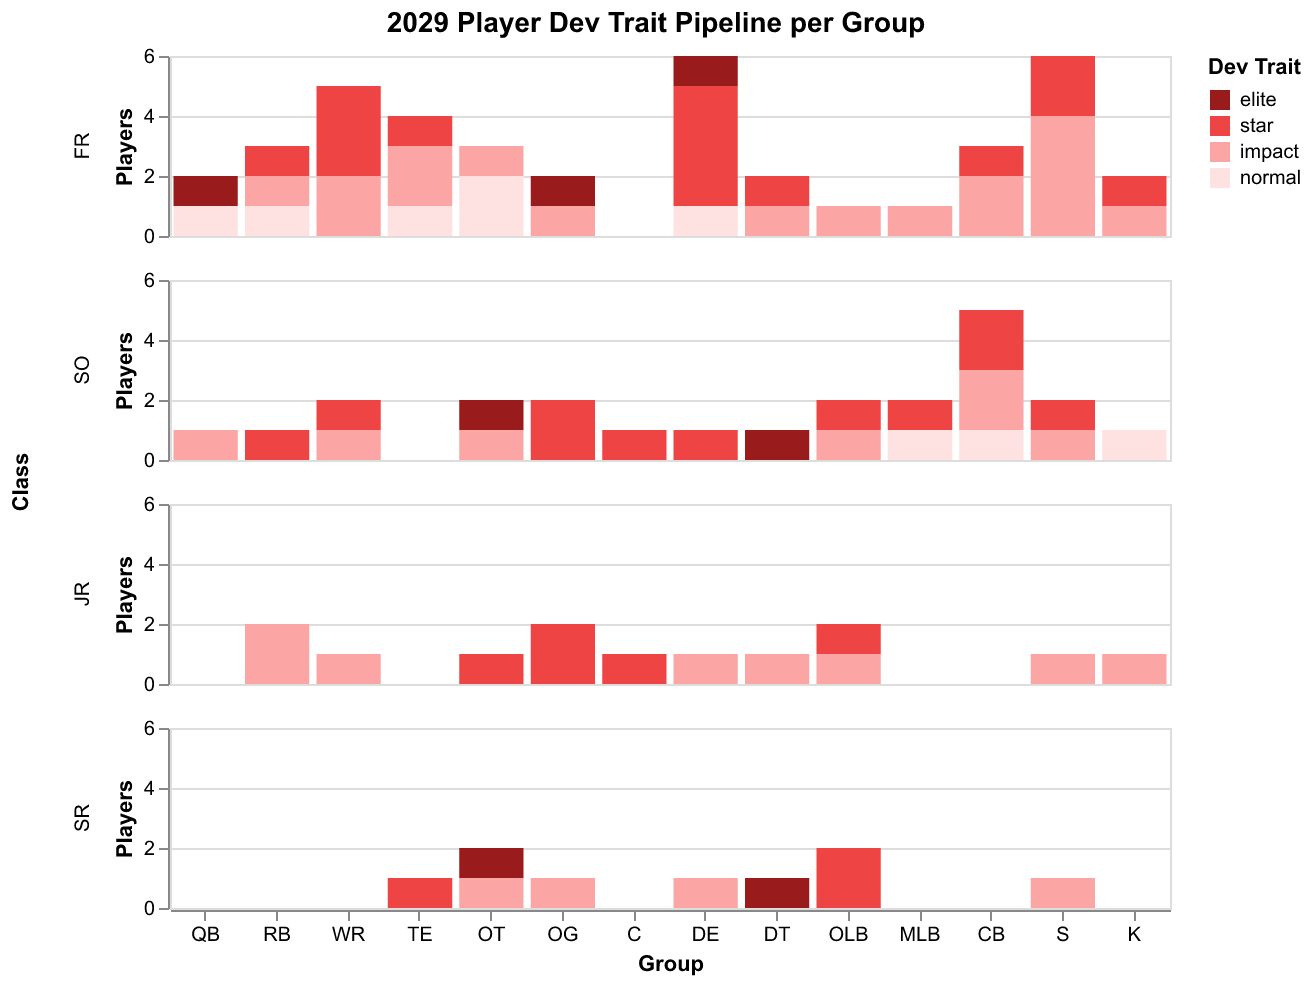 2029 Player Dev Trait Pipeline per Group
Dev Trait
elite
star
impact
normal
Class
FR
Players
6
4
2
0
SO
Players
6
4
2
0
JR
Players
6
4
2
0
SR
Players
6
4
2
0
QB RB WR TE OT OG C DE DT OLB MLB CB S K
Group